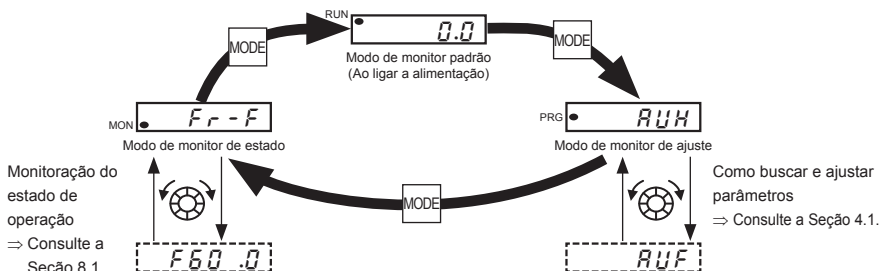 RUN
0.0
MODE
MODE
Modo de monitor padrão
(Ao ligar a alimentação)
MON
Fr-F
PRG
AUH
Modo de monitor de estado
Modo de monitor de ajuste
Monitoração do
estado de
operação
⇒ Consulte a
Seção 8.1
MODE
Como buscar e ajustar
parâmetros
⇒ Consulte a Seção 4.1.
F60.0
AUF